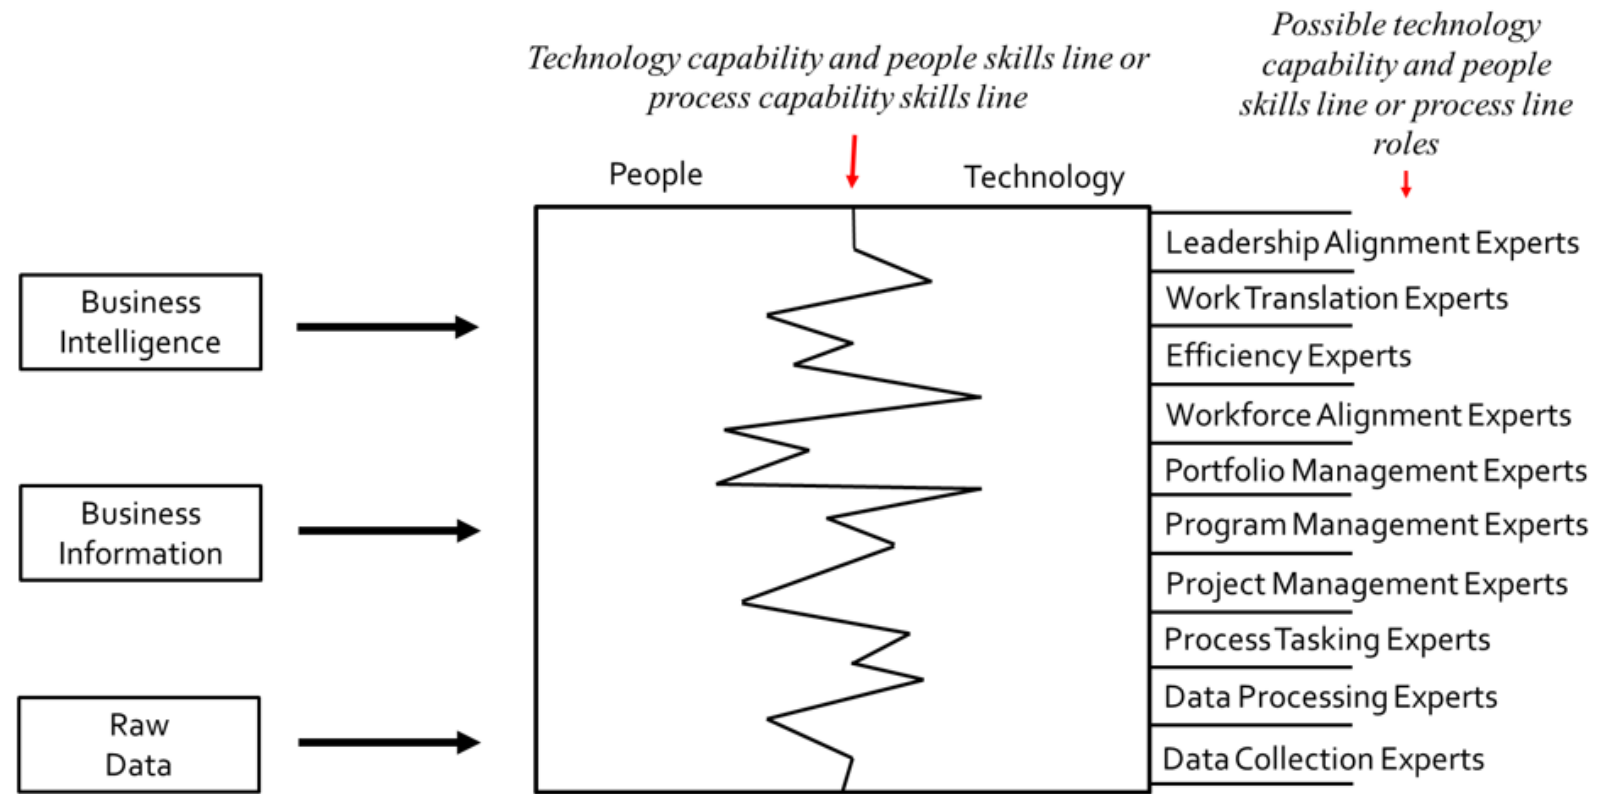 Technology capability and people skills line or
process capability skills line
Possible technology
capability and people
skills line or process line
roles
People
Technology
Business
Intelligence
Business
Information
Raw
Data
Leadership Alignment Experts
Work Translation Experts
Efficiency Experts
Workforce Alignment Experts
Portfolio Management Experts
Program Management Experts
Project Management Experts
Process Tasking Experts
Data Processing Experts
Data Collection Experts